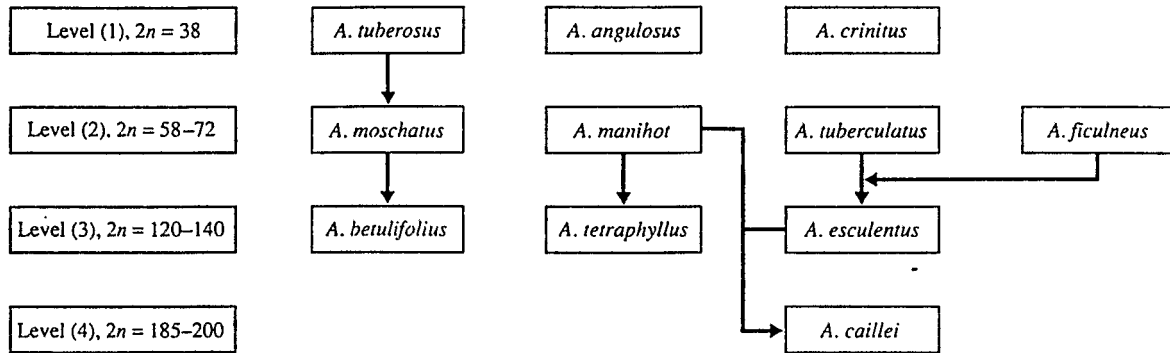 Level (1), 2n = 38
A. tuberosus
A. angulosus
A. crinitus
Level (2), 2n = 58–72
A. moschatus
A. manihot
A. tuberculatus
A. ficulneus
Level (3), 2n = 120–140
A. betulifolius
A. tetraphyllus
A. esculentus
Level (4), 2n = 185–200
A. caillei